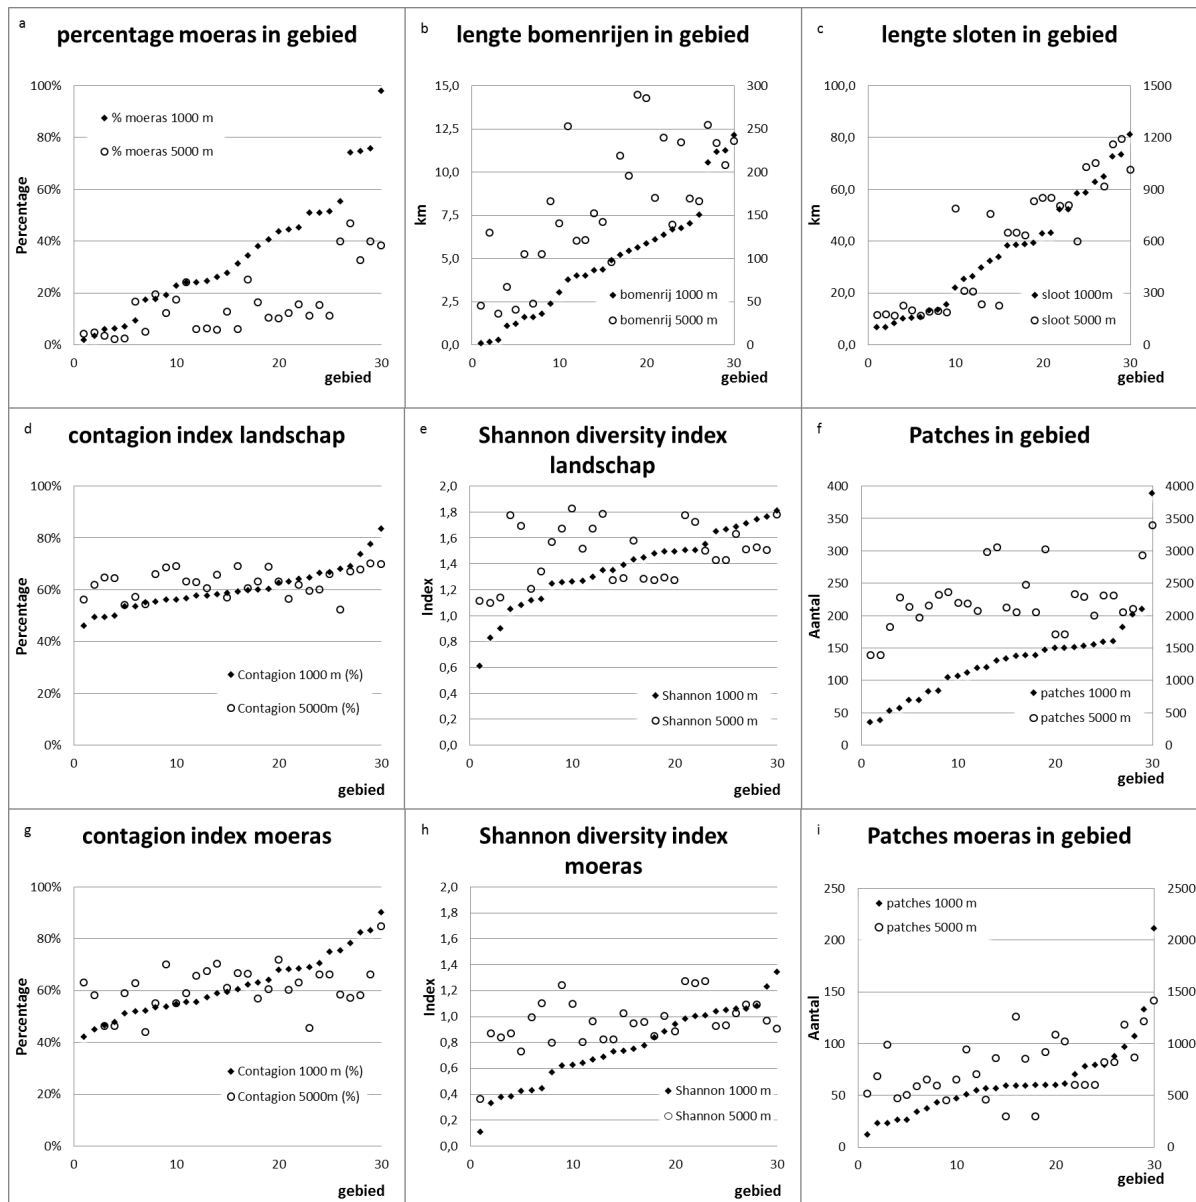 a
percentage moeras in gebied
100%
80%
60%
40%
20%
0%
Percentage
% moeras 1000 m
% moeras 5000 m
0 10 20 30
gebied
b
lengte bomenrijen in gebied
15,0
12,5
10,0
7,5
5,0
2,5
0,0
km
300
250
200
150
100
50
0
bomenrij 1000 m
bomenrij 5000 m
0 10 20 30
gebied
c
lengte sloten in gebied
100,0
80,0
60,0
40,0
20,0
0,0
km
1500
1200
900
600
300
0
sloot 1000m
sloot 5000 m
0 10 20 30
gebied
d
contagion index landschap
100%
80%
60%
40%
20%
0%
Percentage
Contagion 1000 m (%)
Contagion 5000m (%)
0 10 20 30
gebied
e
Shannon diversity index
landschap
2,0
1,8
1,6
1,4
1,2
1,0
0,8
0,6
0,4
0,2
0,0
Index
Shannon 1000 m
Shannon 5000 m
0 10 20 30
gebied
f
Patches in gebied
400
350
300
250
200
150
100
50
0
Aantal
4000
3500
3000
2500
2000
1500
1000
500
0
patches 1000 m
patches 5000 m
0 10 20 30
gebied
g
contagion index moeras
100%
80%
60%
40%
20%
0%
Percentage
Contagion 1000 m (%)
Contagion 5000m (%)
0 10 20 30
gebied
h
Shannon diversity index
moeras
2,0
1,8
1,6
1,4
1,2
1,0
0,8
0,6
0,4
0,2
0,0
Index
Shannon 1000 m
Shannon 5000 m
0 10 20 30
gebied
i
Patches moeras in gebied
250
200
150
100
50
0
Aantal
2500
2000
1500
1000
500
0
patches 1000 m
patches 5000 m
0 10 20 30
gebied